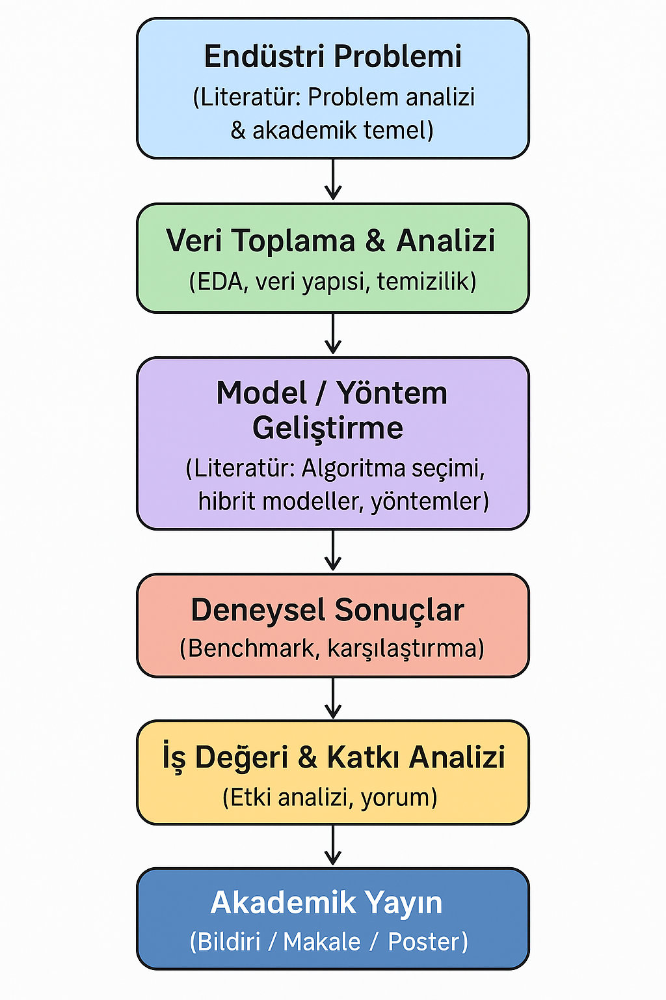 Endüstri Problemi
(Literatür: Problem analizi
& akademik temel)
Veri Toplama & Analizi
(EDA, veri yapısi, temizilik)
Model / Yöntem
Geliştirme
(Literatür: Algoritma seçimi,
hibrit modeller, yöntemler)
Deneysel Sonuçlar
(Benchmark, karşılaştırma)
İş Değeri & Katkı Analizi
(Etki analizi, yorum)
Akademik Yayın
(Bildiri / Makale / Poster)